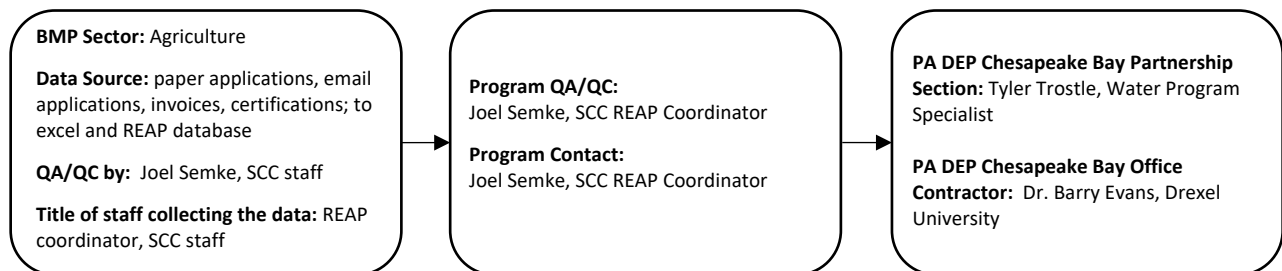 BMP Sector: Agriculture
Data Source: paper applications, email
applications, invoices, certifications; to
excel and REAP database
QA/QC by: Joel Semke, SCC staff
Title of staff collecting the data: REAP
coordinator, SCC staff
Program QA/QC:
Joel Semke, SCC REAP Coordinator
Program Contact:
Joel Semke, SCC REAP Coordinator
PA DEP Chesapeake Bay Partnership
Section: Tyler Trostle, Water Program
Specialist
PA DEP Chesapeake Bay Office
Contractor: Dr. Barry Evans, Drexel
University